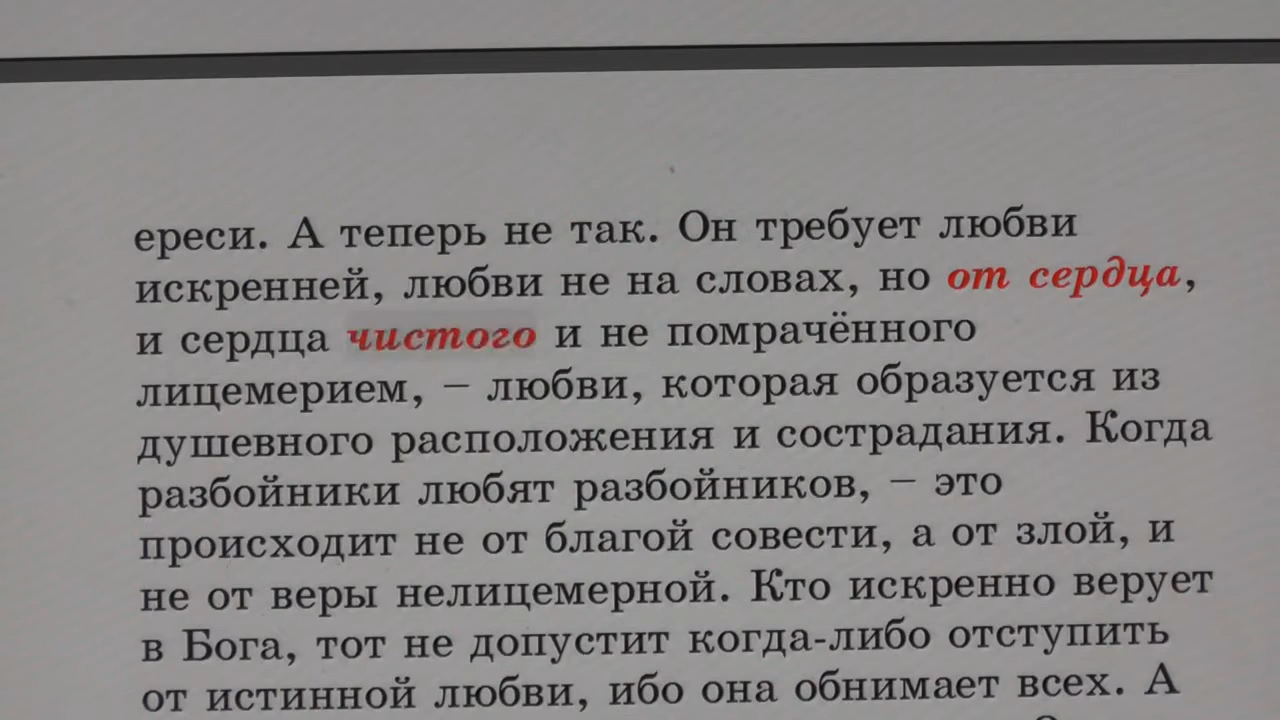 ереси. А теперь не так. Он требует любви
искренней, любви не на словах, но от сердца,
и сердца чистого и не помрачённого
лицемерием, – любви, которая образуется из
душевного расположения и сострадания. Когда
разбойники любят разбойников, – это
происходит не от благой совести, а от злой, и
не от веры нелицемерной. Кто искренно верует
в Бога, тот не допустит когда-либо отступить
от истинной любви, ибо она обнимает всех. А